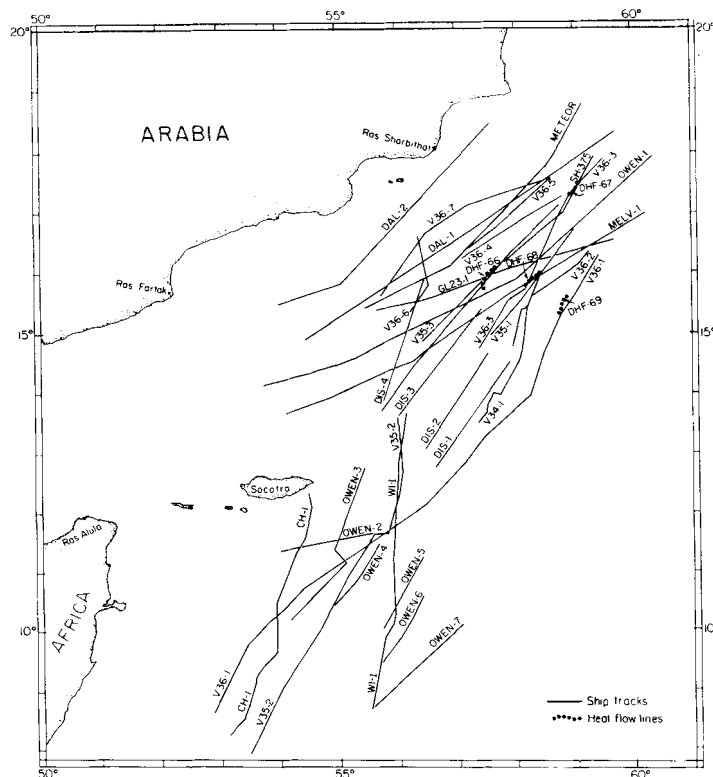 50°
55°
60°
20°
20°
ARABIA
Ras Sharbithat
METEOR
SH-375
V36-3
DHF-67
OWEN-1
DAL-2
V36-7
V36-5
DAL-1
V36-4
DHF-66
DHF-68
MELV-1
V36-2
V36-1
Ras Fartak
GL23-1
V36-6
V35-3
V36-3
V35-1
DHF-69
15°
15°
DIS-4
DIS-3
V34-1
DIS-2
DIS-1
V35-2
Socotra
OWEN-3
CH-1
WI-1
Ras Alula
OWEN-2
OWEN-4
OWEN-5
AFRICA
OWEN-6
10°
10°
OWEN-7
V36-1
CH-1
V35-2
WI-1
Ship tracks
Heat flow lines
50°
55°
60°